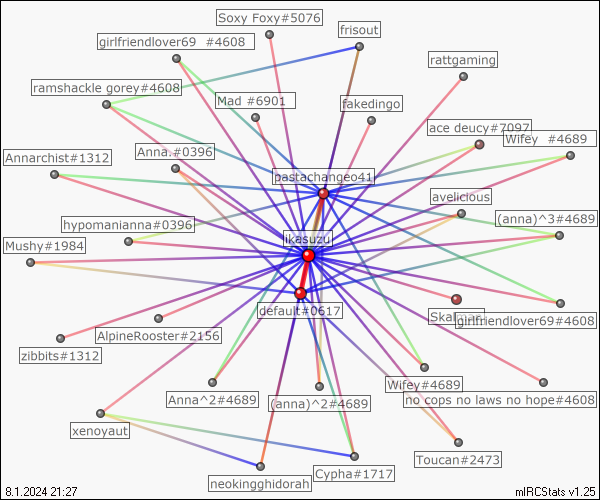 Soxy Foxy#5076
frisout
girlfriendlover69  #4608
rattgaming
ramshackle gorey#4608
Mad #6901
fakedingo
ace deucy#7097
Wifey  #4689
Annarchist#1312
Anna.#0396
pastachangeo41
avelicious
(anna)^3#4689
hypomanianna#0396
ikasuzu
Mushy#1984
default#0617
girlfriendlover69#4608
AlpineRooster#2156
zibbits#1312
Wifey#4689
Anna^2#4689
(anna)^2#4689
no cops no laws no hope#4608
xenoyaut
Toucan#2473
Cypha#1717
neokingghidorah
8.1.2024 21:27
mIRCStats v1.25